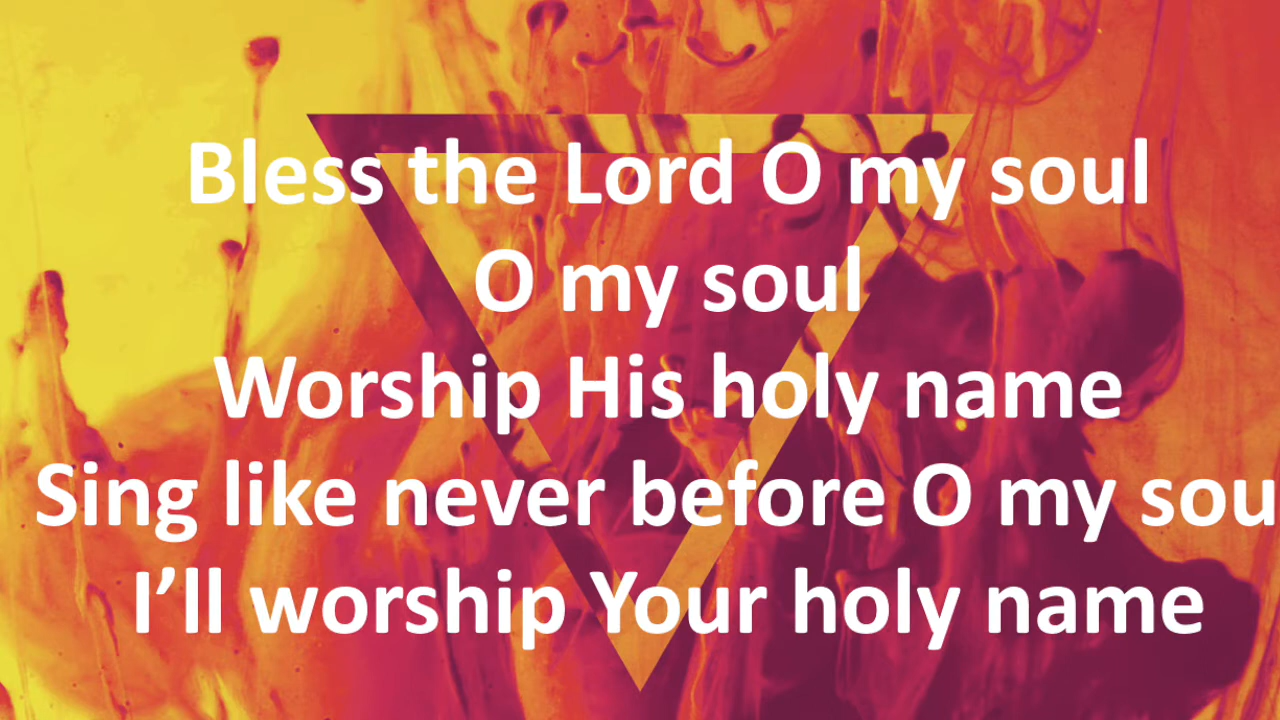 Bless the Lord O my soul
O my soul
Worship His holy name
Sing like never before O my sou
I’ll worship Your holy name